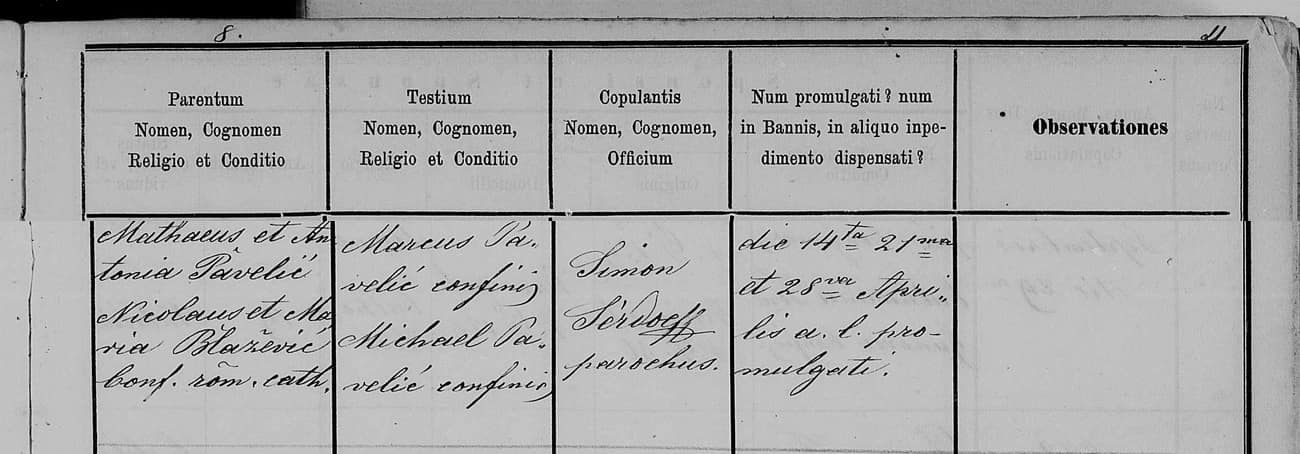 8.
4
Parentum
Nomen, Cognomen
Religio et Conditio
Testium
Nomen, Cognomen,
Religio et Conditio
Copulantis
Nomen, Cognomen,
Officium
Num promulgati? num
in Bannis, in aliquo inpe-
dimento dispensati?
Observationes
Mathaeus et An
tonia Pavelić
Nicolaus et Ma
ria Blažević
Conf. róm. cath.
Marcus Pa-
velić confinis
Michael Pa-
velić confinis
Simon
parochus.
die 14ta 21ma
et 28va Apri-
lis a. l. pro-
mulgati.